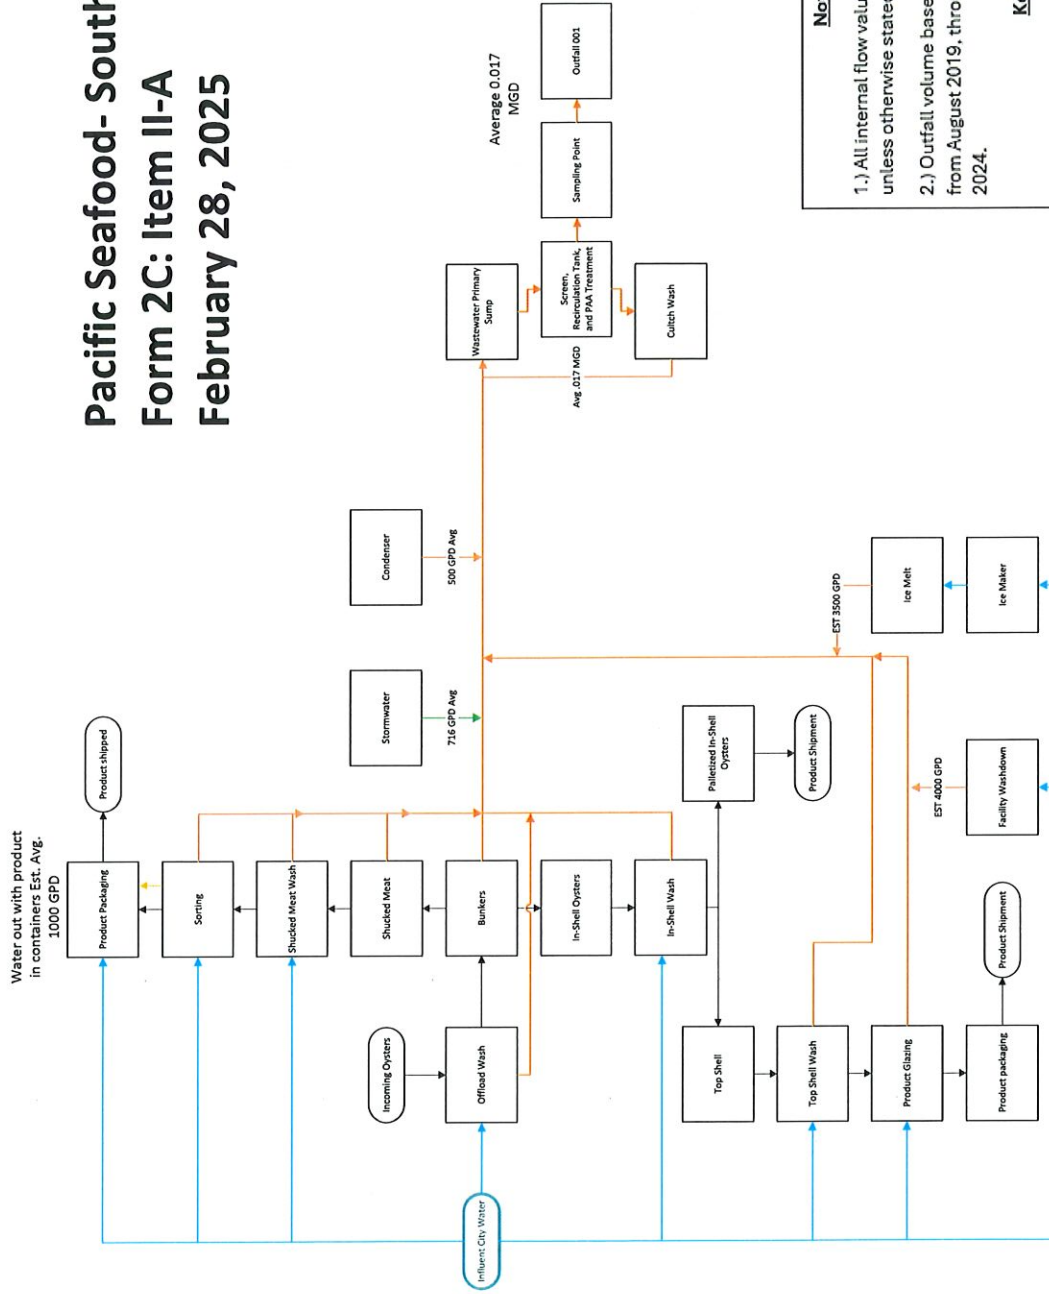 Pacific Seafood- South
Form 2C: Item II-A
February 28, 2025
Water out with product
in containers Est. Avg.
1000 GPD
Product Packaging
Product shipped
Sorting
Shucked Meat Wash
Shucked Meat
Bunkers
In-Shell Oysters
In-Shell Wash
Incoming Oysters
Offload Wash
Influent City Water
Stormwater
716 GPD Avg
Condenser
500 GPD Avg
Wastewater Primary
Sump
Screen,
Recirculation Tank,
and PAA Treatment
Cultch Wash
Avg .017 MGD
Sampling Point
Outfall 001
Average 0.017
MGD
Top Shell
Top Shell Wash
Product Glazing
Product packaging
Product Shipment
Palletized In-Shell
Oysters
Product Shipment
Facility Washdown
EST 4000 GPD
EST 3500 GPD
Ice Melt
Ice Maker
No
1.) All internal flow valu
unless otherwise stated
2.) Outfall volume base
from August 2019, thro
2024.
Ke